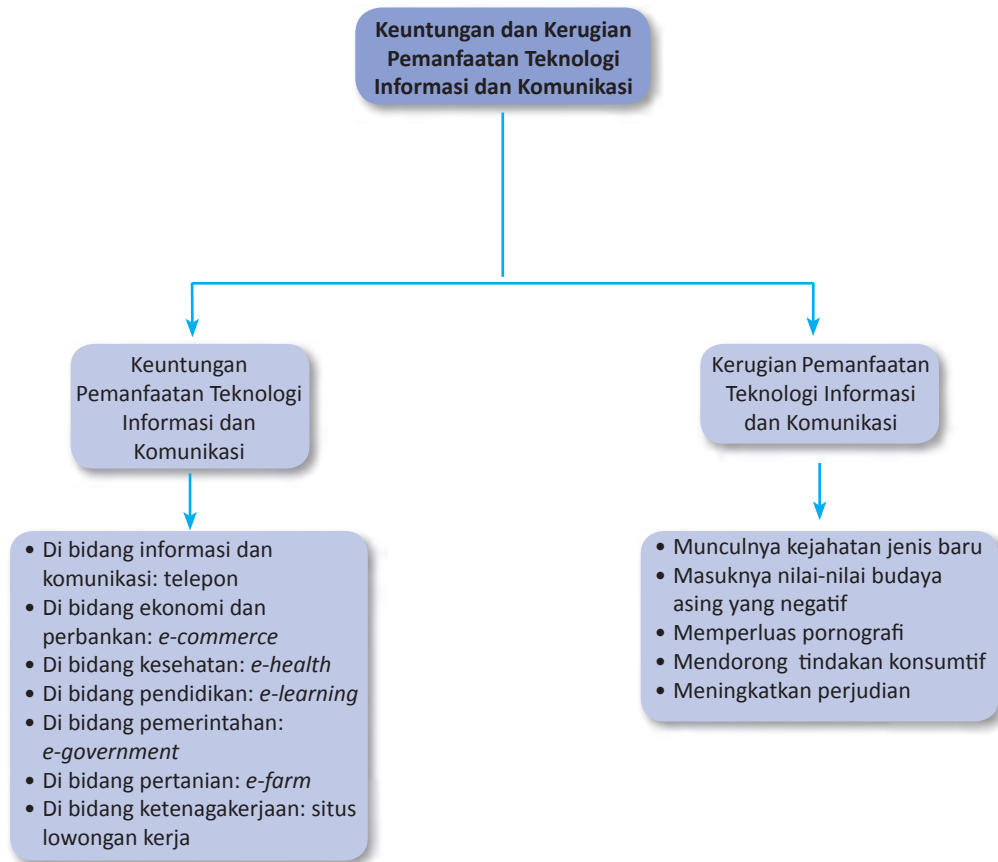 Keuntungan dan Kerugian
Pemanfaatan Teknologi
Informasi dan Komunikasi
Keuntungan
Pemanfaatan Teknologi
Informasi dan
Komunikasi
Kerugian Pemanfaatan
Teknologi Informasi
dan Komunikasi
• Di bidang informasi dan
komunikasi: telepon
• Di bidang ekonomi dan
perbankan: e-commerce
• Di bidang kesehatan: e-health
• Di bidang pendidikan: e-learning
• Di bidang pemerintahan:
e-government
• Di bidang pertanian: e-farm
• Di bidang ketenagakerjaan: situs
lowongan kerja
• Munculnya kejahatan jenis baru
• Masuknya nilai-nilai budaya
asing yang negatif
• Memperluas pornografi
• Mendorong tindakan konsumtif
• Meningkatkan perjudian